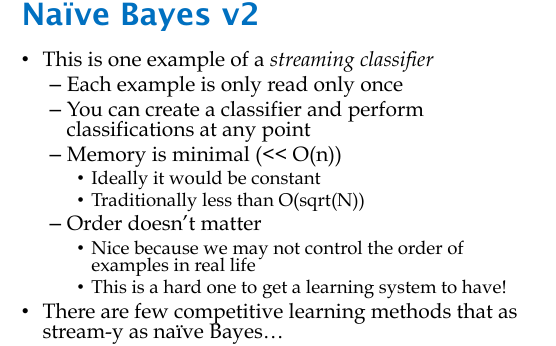 Naïve Bayes v2
• This is one example of a streaming classifier
– Each example is only read only once
– You can create a classifier and perform
classifications at any point
– Memory is minimal (<< O(n))
• Ideally it would be constant
• Traditionally less than O(sqrt(N))
– Order doesn't matter
• Nice because we may not control the order of
examples in real life
• This is a hard one to get a learning system to have!
• There are few competitive learning methods that as
stream-y as naïve Bayes…